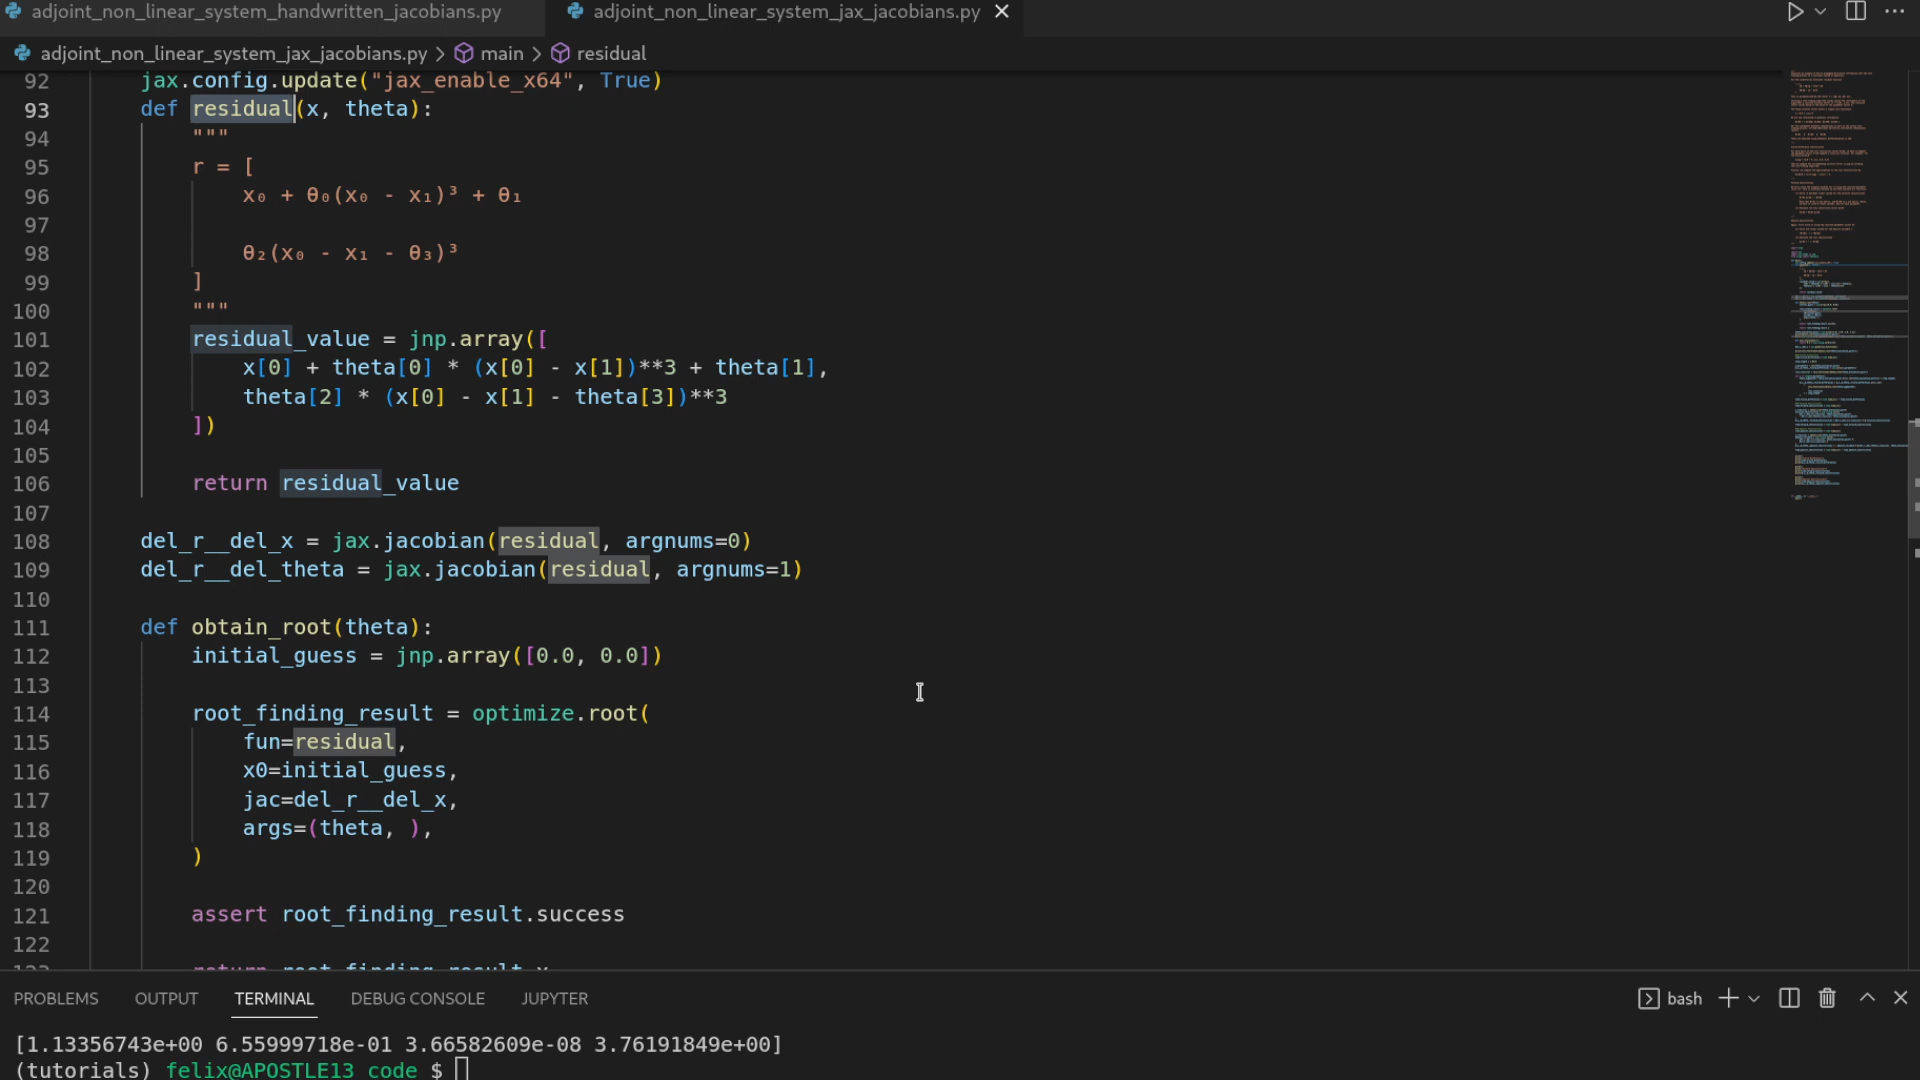 adjoint_non_linear_system_handwritten_jacobians.py adjoint_non_linear_system_jax_jacobians.py
adjoint_non_linear_system_jax_jacobians.py > main > residual
92 jax.config.update("jax_enable_x64", True)
93 def residual(x, theta):
94 """
95 r = [
96 x₀ + θ₀(x₀ - x₁)³ + θ₁
97
98 θ₂(x₀ - x₁ - θ₃)³
99 ]
100 """
101 residual_value = jnp.array([
102 x[0] + theta[0] * (x[0] - x[1])**3 + theta[1],
103 theta[2] * (x[0] - x[1] - theta[3])**3
104 ])
105
106 return residual_value
107
108 del_r__del_x = jax.jacobian(residual, argnums=0)
109 del_r__del_theta = jax.jacobian(residual, argnums=1)
110
111 def obtain_root(theta):
112 initial_guess = jnp.array([0.0, 0.0])
113
114 root_finding_result = optimize.root(
115 fun=residual,
116 x0=initial_guess,
117 jac=del_r__del_x,
118 args=(theta, ),
119 )
120
121 assert root_finding_result.success
122
123 return root_finding_result.x
PROBLEMS OUTPUT TERMINAL DEBUG CONSOLE JUPYTER bash
[1.13356743e+00 6.55999718e-01 3.66582609e-08 3.76191849e+00]
(tutorials) felix@APOSTLE13 code $